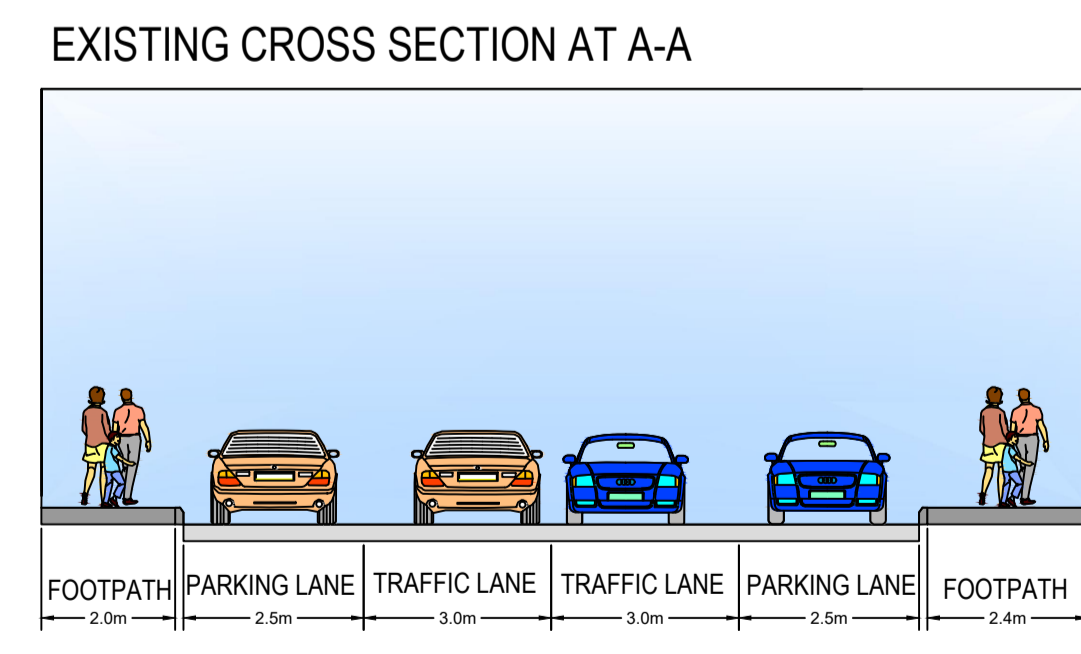 EXISTING CROSS SECTION AT A-A
FOOTPATH
PARKING LANE
TRAFFIC LANE
TRAFFIC LANE
PARKING LANE
FOOTPATH
2.0m
2.5m
3.0m
3.0m
2.5m
2.4m